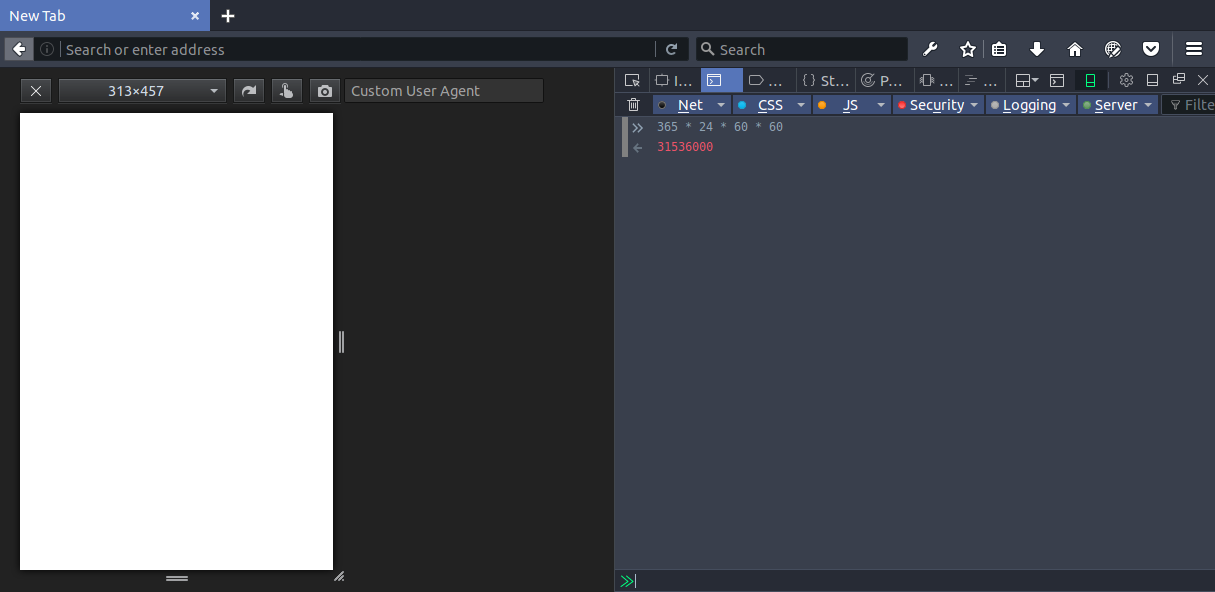 New Tab
Search or enter address
Search
313×457
Custom User Agent
I... ... St... P... ... ...
Net CSS JS Security Logging Server Filte
365 * 24 * 60 * 60
31536000